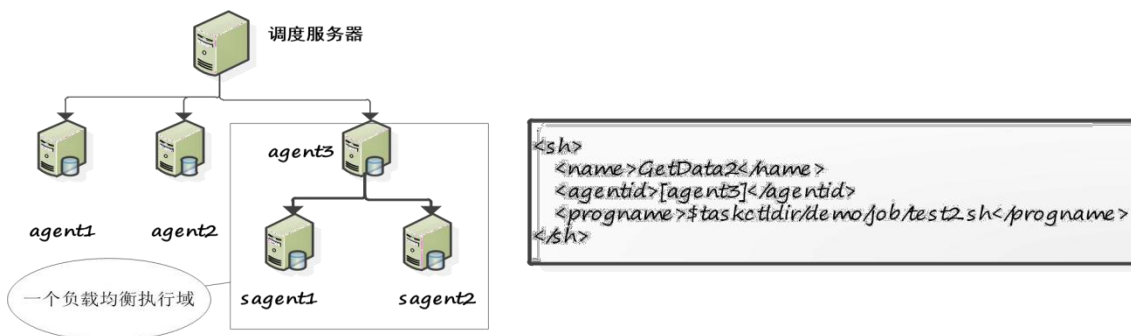 调度服务器
agent3
agent1
agent2
sagent1
sagent2
一个负载均衡执行域
<sh>
<name>GetData2</name>
<agentid>[agent3]</agentid>
<progname>$taskctldir/demo/job/test2.sh</progname>
</sh>